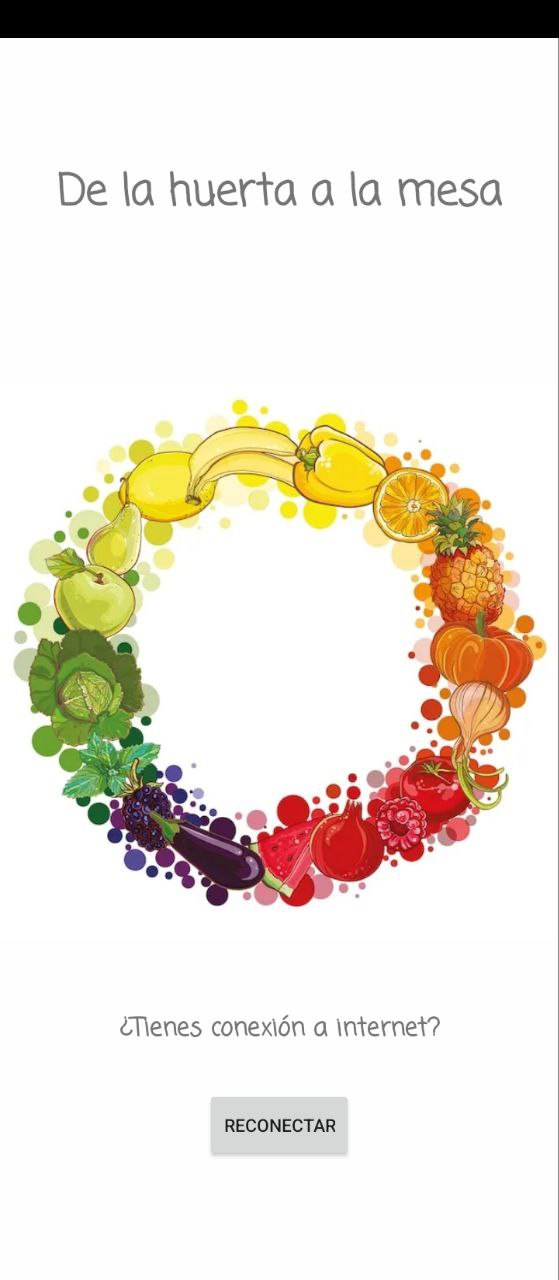 De la huerta a la mesa
¿Tienes conexión a internet?
RECONECTAR